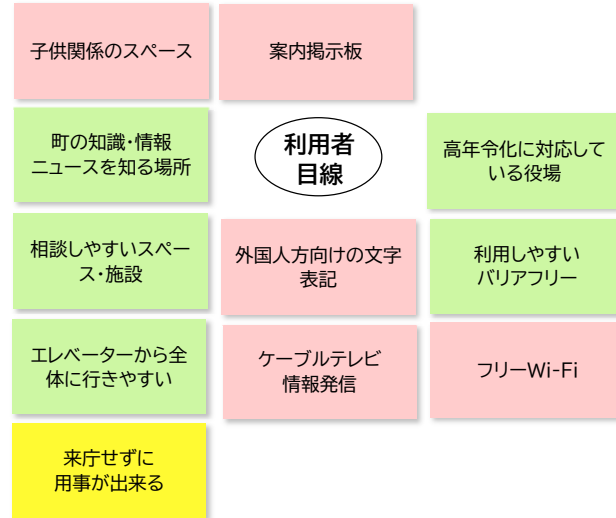 子供関係のスペース
案内掲示板
町の知識・情報
ニュースを知る場所
利用者
目線
高年令化に対応して
いる役場
相談しやすいスペー
ス・施設
外国人方向けの文字
表記
利用しやすい
バリアフリー
エレベーターから全
体に行きやすい
ケーブルテレビ
情報発信
フリーWi-Fi
来庁せずに
用事が出来る